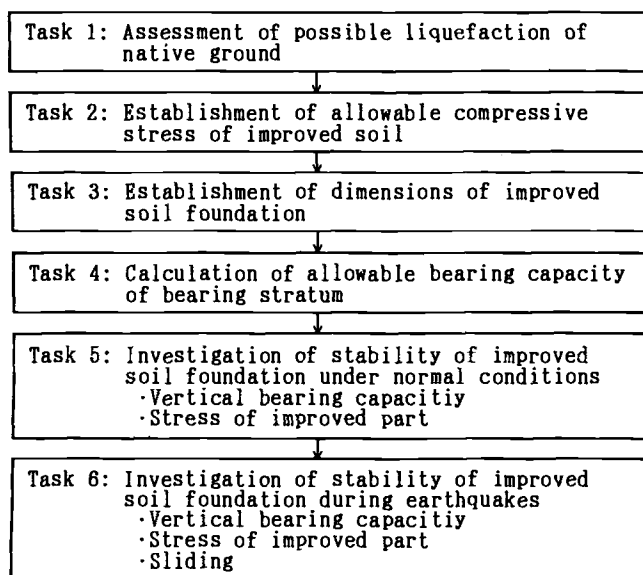 Task 1: Assessment of possible liquefaction of
native ground
Task 2: Establishment of allowable compressive
stress of improved soil
Task 3: Establishment of dimensions of improved
soil foundation
Task 4: Calculation of allowable bearing capacity
of bearing stratum
Task 5: Investigation of stability of improved
soil foundation under normal conditions
·Vertical bearing capacitiy
·Stress of improved part
Task 6: Investigation of stability of improved
soil foundation during earthquakes
·Vertical bearing capacitiy
·Stress of improved part
·Sliding